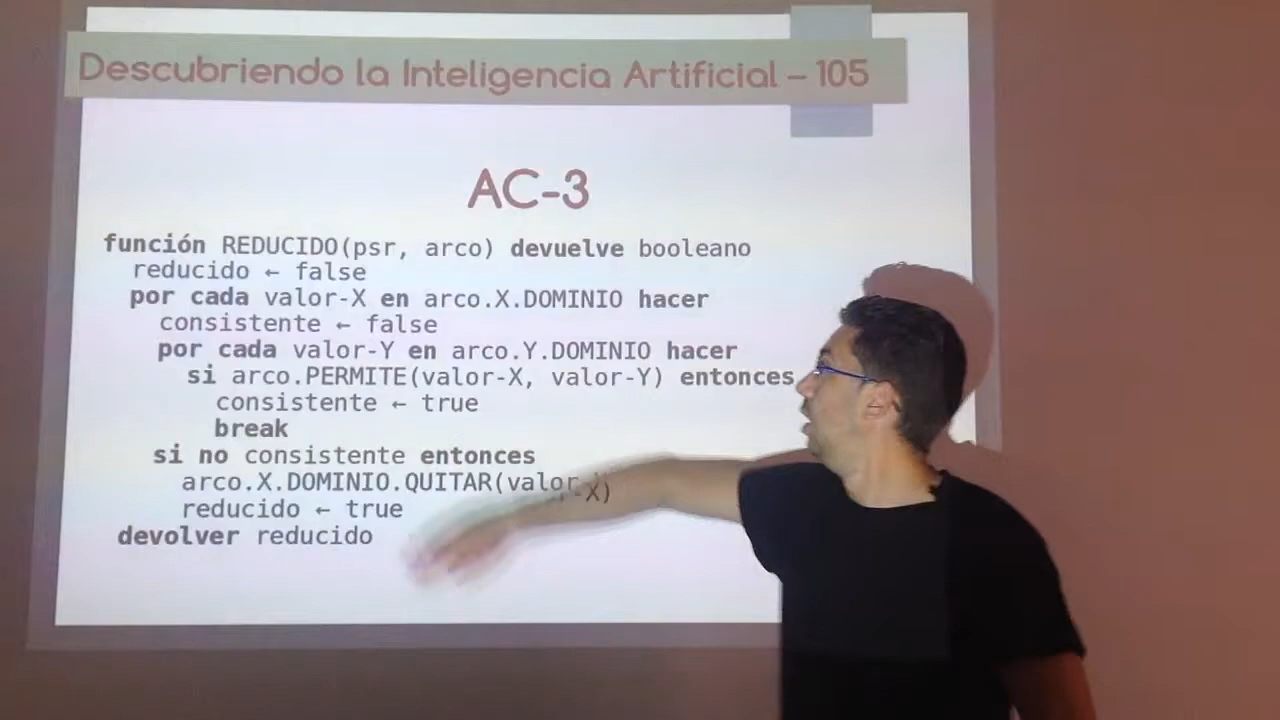 Descubriendo la Inteligencia Artificial – 105
AC-3
función REDUCIDO(psr, arco) devuelve booleano
reducido ← false
por cada valor-X en arco.X.DOMINIO hacer
consistente ← false
por cada valor-Y en arco.Y.DOMINIO hacer
si arco.PERMITE(valor-X, valor-Y) entonces
consistente ← true
break
si no consistente entonces
arco.X.DOMINIO.QUITAR(valor-X)
reducido ← true
devolver reducido